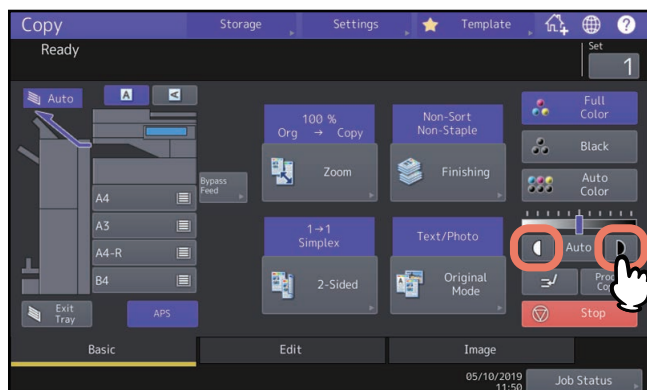 Copy
Storage
Settings
Template
?
Ready
Set
1
Auto
A
A
100 %
Org → Copy
Zoom
Non-Sort
Non-Staple
Finishing
Full
Color
Black
Auto
Color
Bypass
Feed
A4
A3
A4-R
B4
1→1
Simplex
2-Sided
Text/Photo
Original
Mode
Auto
Exit
Tray
APS
Stop
Basic
Edit
Image
05/10/2019
11:50
Job Status